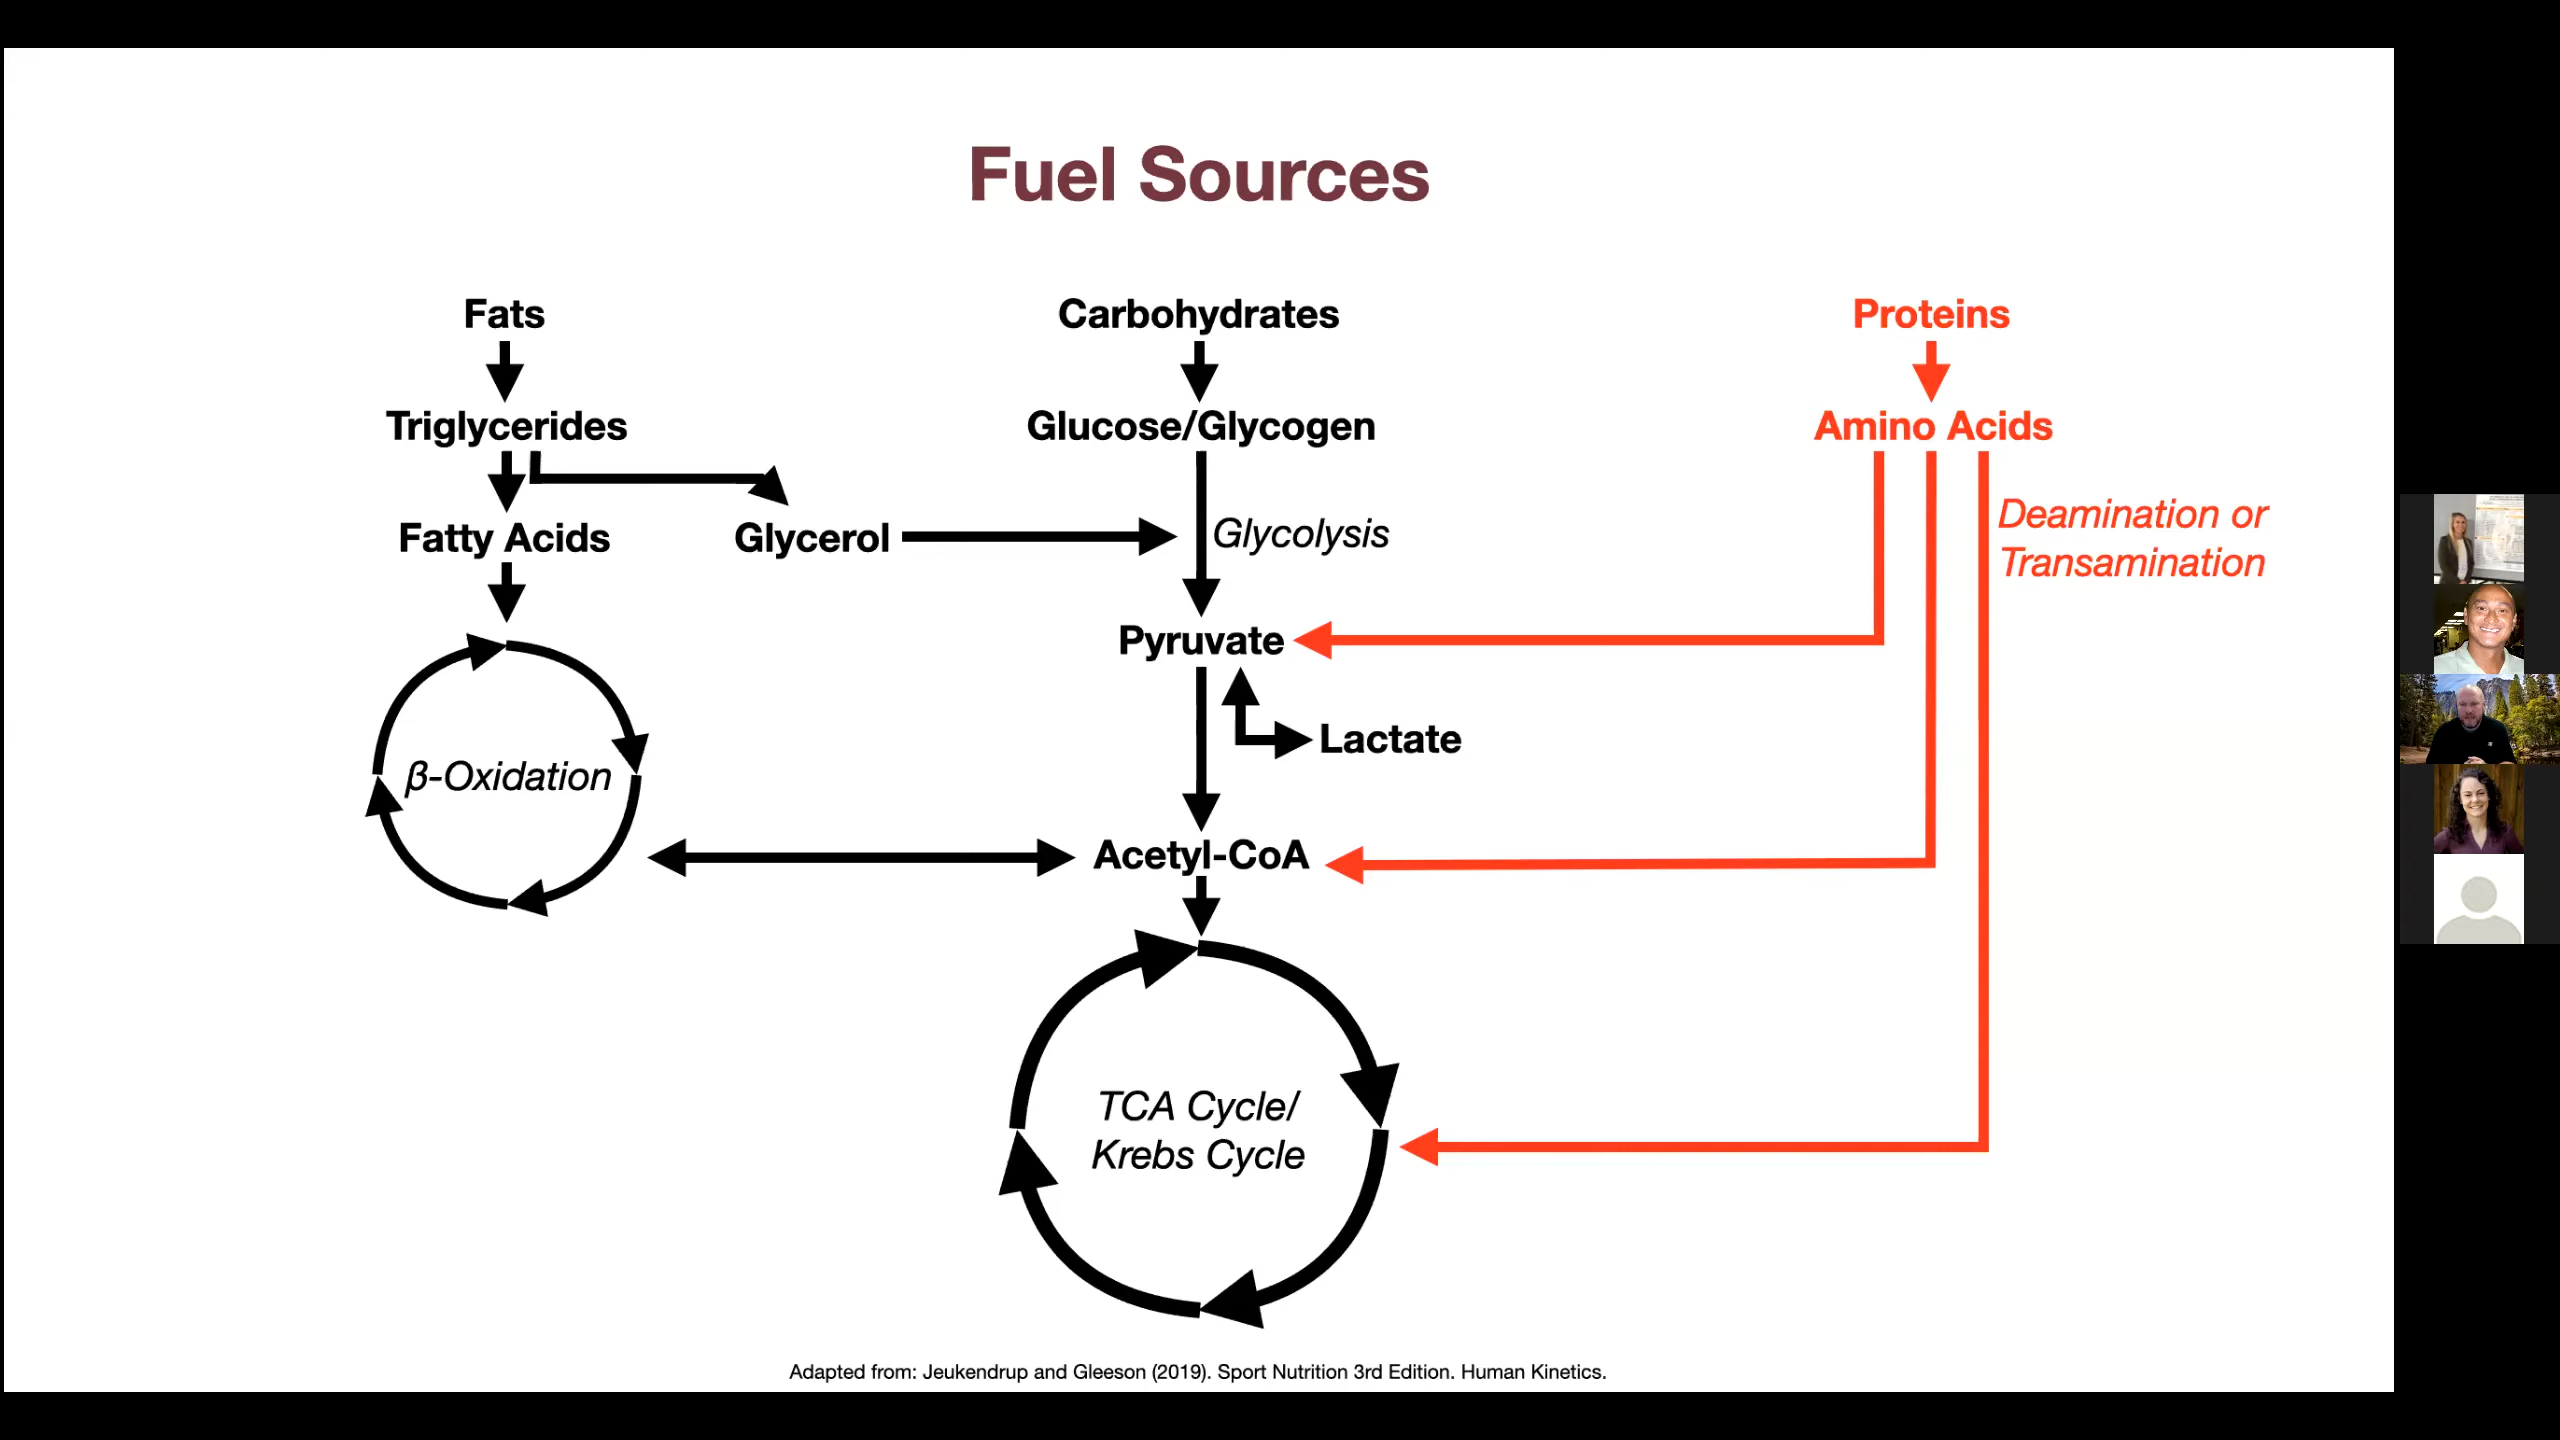 Fuel Sources
Fats
Carbohydrates
Proteins
Triglycerides
Glucose/Glycogen
Amino Acids
Fatty Acids
Glycerol
Glycolysis
Deamination or
Transamination
Pyruvate
Lactate
β-Oxidation
Acetyl-CoA
TCA Cycle/
Krebs Cycle
Adapted from: Jeukendrup and Gleeson (2019). Sport Nutrition 3rd Edition. Human Kinetics.